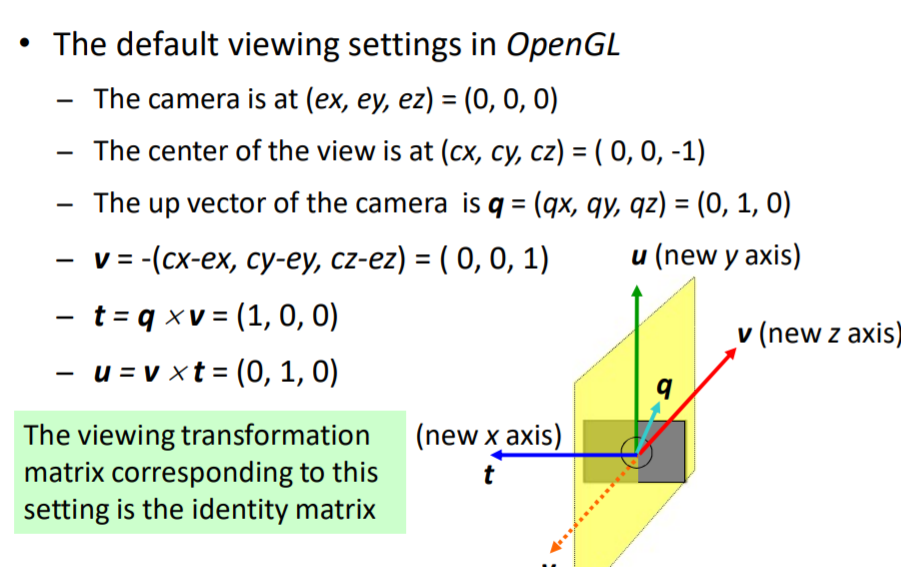 • The default viewing settings in OpenGL
– The camera is at (ex, ey, ez) = (0, 0, 0)
– The center of the view is at (cx, cy, cz) = ( 0, 0, -1)
– The up vector of the camera  is q = (qx, qy, qz) = (0, 1, 0)
– v = -(cx-ex, cy-ey, cz-ez) = ( 0, 0, 1)
– t = q ×v = (1, 0, 0)
– u = v ×t = (0, 1, 0)
The viewing transformation
matrix corresponding to this
setting is the identity matrix
u (new y axis)
v (new z axis)
q
(new x axis)
t